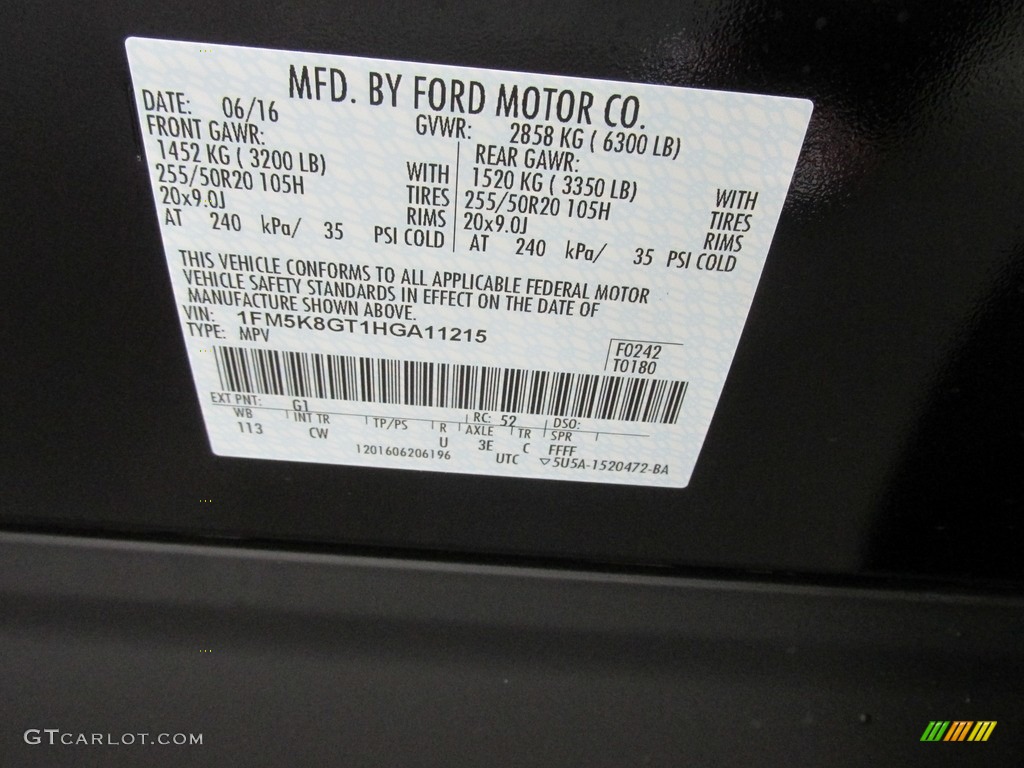 MFD. BY FORD MOTOR CO.
DATE: 06/16 GVWR: 2858 KG ( 6300 LB)
FRONT GAWR: REAR GAWR:
1452 KG ( 3200 LB) WITH 1520 KG ( 3350 LB) WITH
255/50R20 105H TIRES 255/50R20 105H TIRES
20x9.0J RIMS 20x9.0J RIMS
AT 240 kPa/ 35 PSI COLD AT 240 kPa/ 35 PSI COLD
THIS VEHICLE CONFORMS TO ALL APPLICABLE FEDERAL MOTOR
VEHICLE SAFETY STANDARDS IN EFFECT ON THE DATE OF
MANUFACTURE SHOWN ABOVE.
VIN: 1FM5K8GT1HGA11215
TYPE: MPV
F0242
T0180
EXT PNT: G1 RC: 52 DSO:
WB INT TR TP/PS R AXLE TR SPR
113 CW U 3E C FFFF
1201606206196 UTC ▽5U5A-1520472-BA
GTCARLOT.COM